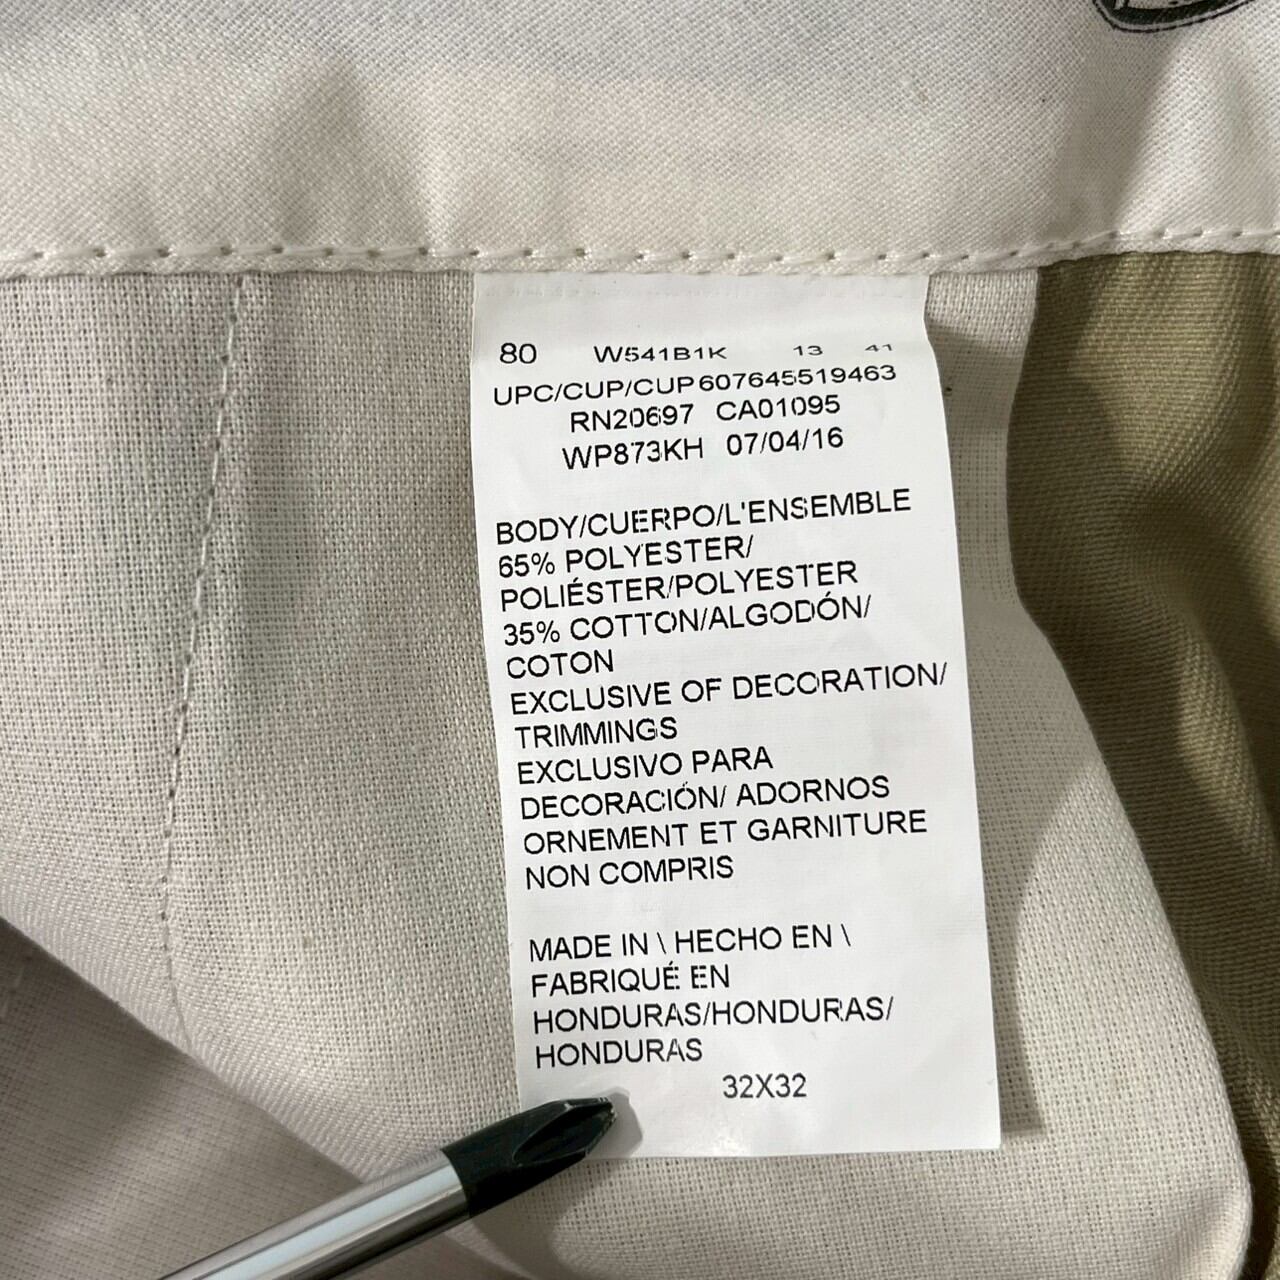 80 W541B1K 13 41
UPC/CUP/CUP 607645519463
RN20697 CA01095
WP873KH 07/04/16
BODY/CUERPO/L'ENSEMBLE
65% POLYESTER/
POLIÉSTER/POLYESTER
35% COTTON/ALGODÓN/
COTON
EXCLUSIVE OF DECORATION/
TRIMMINGS
EXCLUSIVO PARA
DECORACIÓN/ ADORNOS
ORNEMENT ET GARNITURE
NON COMPRIS
MADE IN \ HECHO EN \
FABRIQUÉ EN
HONDURAS/HONDURAS/
HONDURAS
32X32